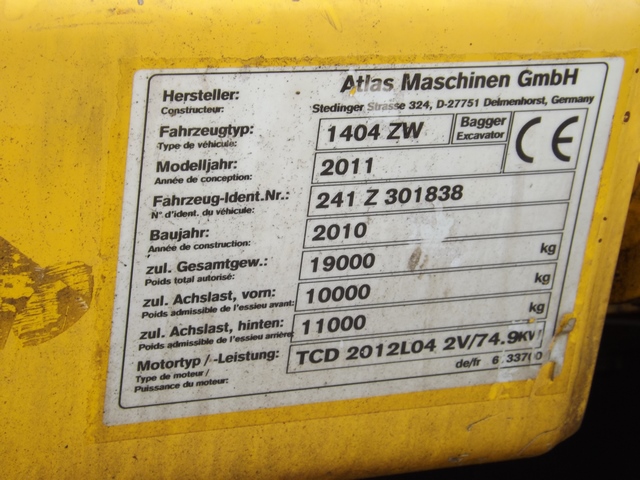 Hersteller: Atlas Maschinen GmbH
Constructeur: Stedinger Strasse 324, D-27751 Delmenhorst, Germany
Fahrzeugtyp: 1404 ZW Bagger
Type de véhicule: Excavator CE
Modelljahr: 2011
Année de conception:
Fahrzeug-Ident.Nr.: 241 Z 301838
N° d'ident. du véhicule:
Baujahr: 2010
Année de construction:
zul. Gesamtgew.: 19000 kg
Poids total autorisé:
zul. Achslast, vorn: 10000 kg
Poids admissible de l'essieu avant:
zul. Achslast, hinten: 11000 kg
Poids admissible de l'essieu arrière
Motortyp / -Leistung: TCD 2012L04 2V/74.9KW
Type de moteur/ de/fr
Puissance du moteur: